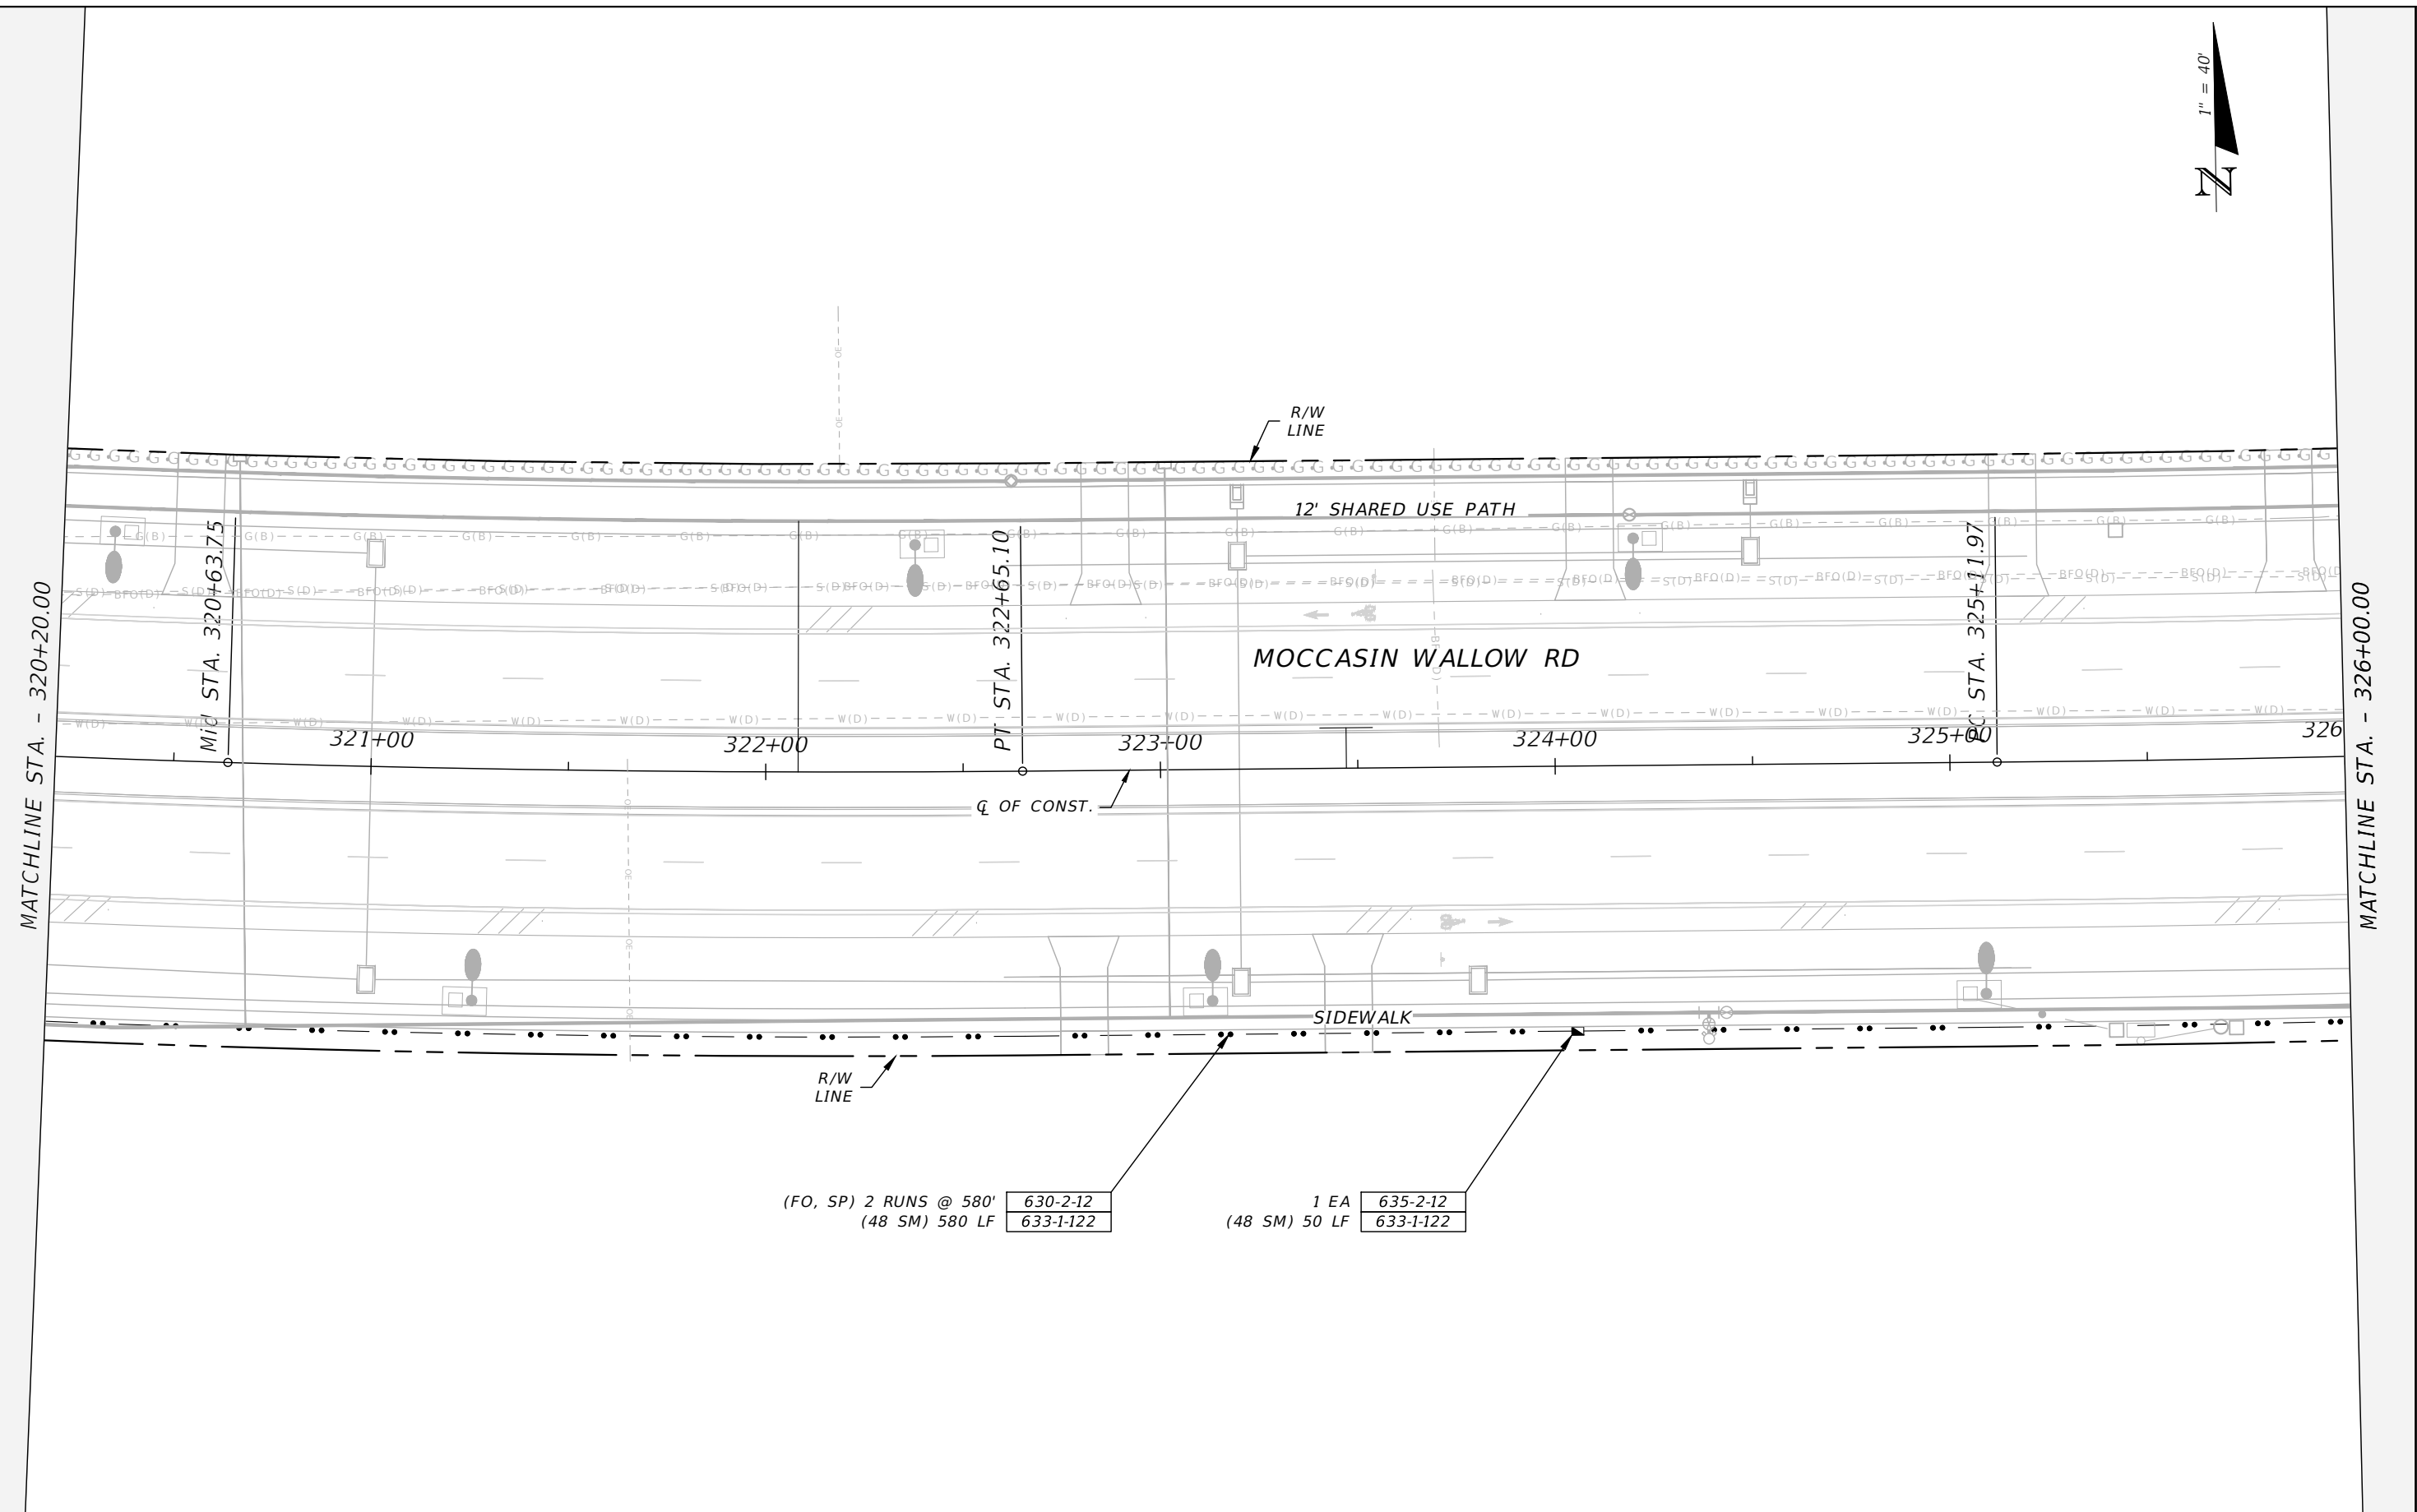 1" = 40'
N
R/W
LINE
12' SHARED USE PATH
MATCHLINE STA. - 320+20.00
Mid STA. 320+63.75
PT STA. 322+65.10
PC STA. 325+11.97
MATCHLINE STA. - 326+00.00
MOCCASIN WALLOW RD
321+00
322+00
323+00
324+00
325+00
326
℄ OF CONST.
SIDEWALK
R/W
LINE
(FO, SP) 2 RUNS @ 580' 630-2-12
(48 SM) 580 LF 633-1-122
1 EA 635-2-12
(48 SM) 50 LF 633-1-122